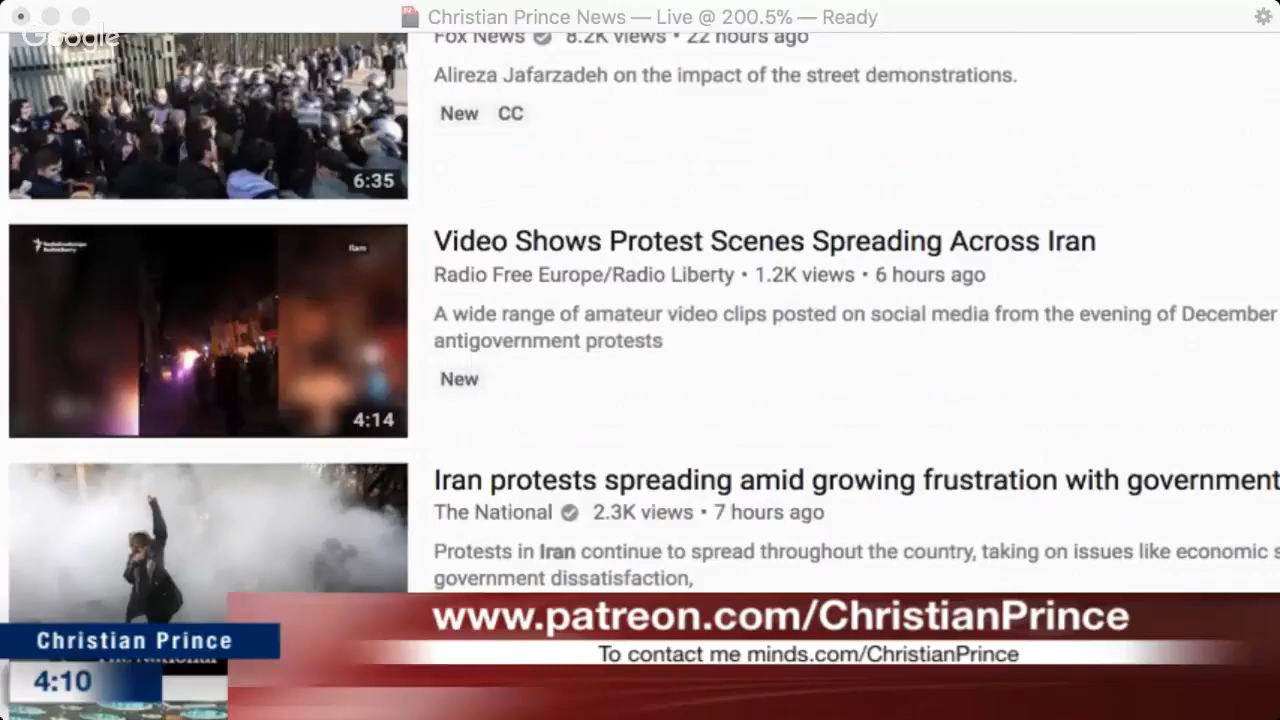 Christian Prince News — Live @ 200.5% — Ready
Google
Fox News 8.2K views • 22 hours ago
Alireza Jafarzadeh on the impact of the street demonstrations.
New CC
6:35
Video Shows Protest Scenes Spreading Across Iran
Radio Free Europe/Radio Liberty • 1.2K views • 6 hours ago
A wide range of amateur video clips posted on social media from the evening of December
antigovernment protests
New
Ilam
4:14
Iran protests spreading amid growing frustration with government
The National 2.3K views • 7 hours ago
Protests in Iran continue to spread throughout the country, taking on issues like economic s
government dissatisfaction,
www.patreon.com/ChristianPrince
Christian Prince
To contact me minds.com/ChristianPrince
4:10